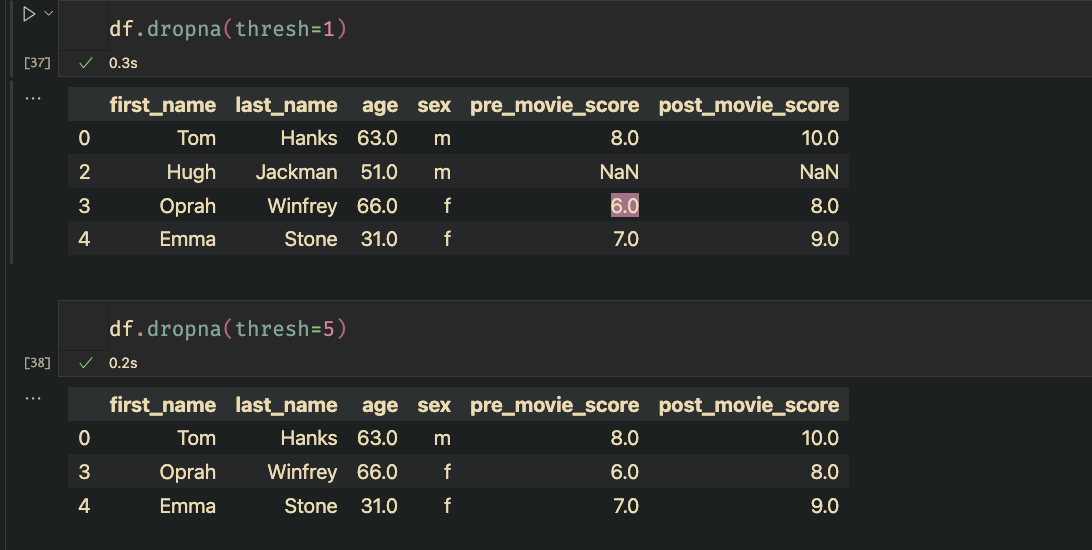 df.dropna(thresh=1)
[37] ✓ 0.3s
...
first_name last_name age sex pre_movie_score post_movie_score
0 Tom Hanks 63.0 m 8.0 10.0
2 Hugh Jackman 51.0 m NaN NaN
3 Oprah Winfrey 66.0 f 6.0 8.0
4 Emma Stone 31.0 f 7.0 9.0
df.dropna(thresh=5)
[38] ✓ 0.2s
...
first_name last_name age sex pre_movie_score post_movie_score
0 Tom Hanks 63.0 m 8.0 10.0
3 Oprah Winfrey 66.0 f 6.0 8.0
4 Emma Stone 31.0 f 7.0 9.0